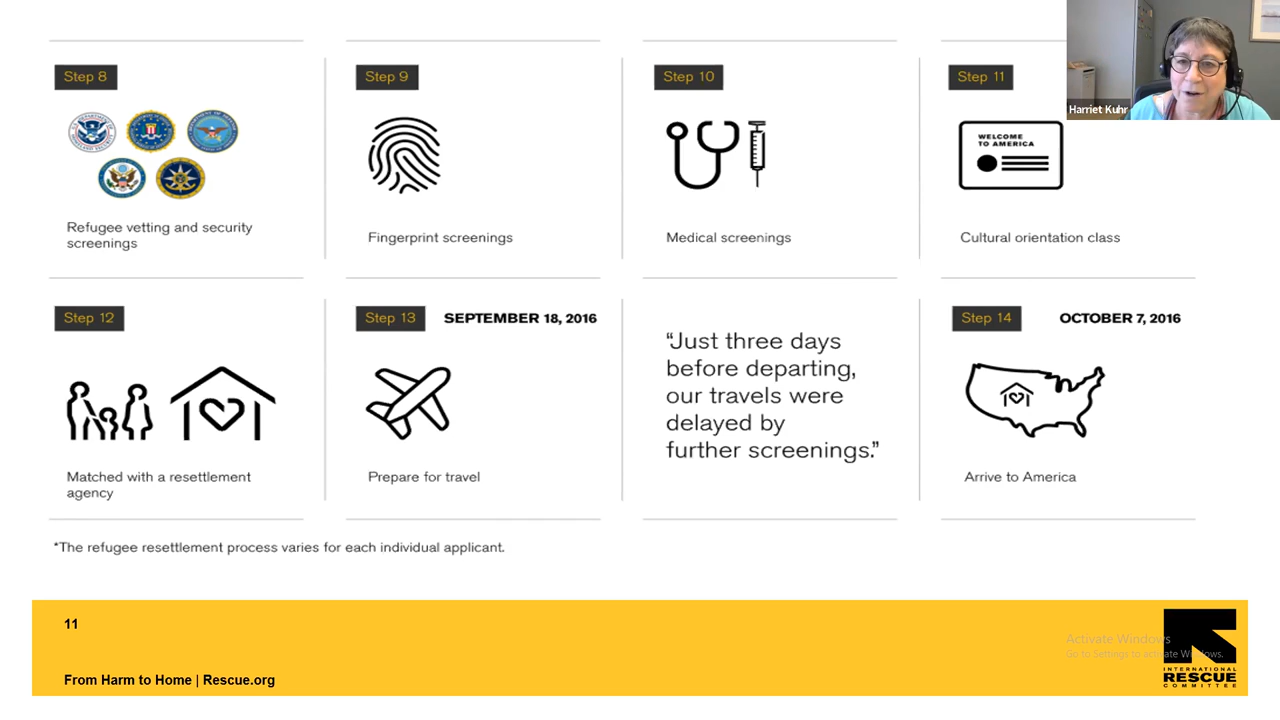 Step 8
Step 9
Step 10
Step 11
Harriet Kuhr
WELCOME
TO AMERICA
Refugee vetting and security
screenings
Fingerprint screenings
Medical screenings
Cultural orientation class
Step 12
Step 13
SEPTEMBER 18, 2016
“Just three days
before departing,
our travels were
delayed by
further screenings.”
Step 14
OCTOBER 7, 2016
Matched with a resettlement
agency
Prepare for travel
Arrive to America
*The refugee resettlement process varies for each individual applicant.
11
Activate Windows
Go to Settings to activate Windows.
From Harm to Home | Rescue.org
INTERNATIONAL
RESCUE
COMMITTEE